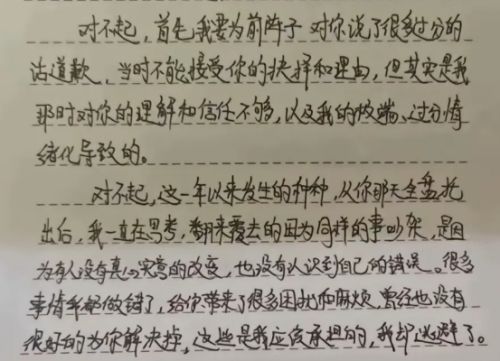 对不起，首先我要为前阵子对你说了很多过分的
话道歉，当时不能接受你的抉择和理由，但其实是我
那时对你的理解和信任不够，以及我的极端、过分情
绪化导致的。
对不起，这一年以来发生的种种，从你那天全盘托
出后，我一直在思考，翻来覆去的因为同样的事吵架，是因
为有人没有真心实意的改变，也没有认识到自己的错误。很多
事情我都做错了，给你带来了很多困扰和麻烦，曾经也没有
很好的为你解决掉，这些是我应该承担的，我却逃避了。